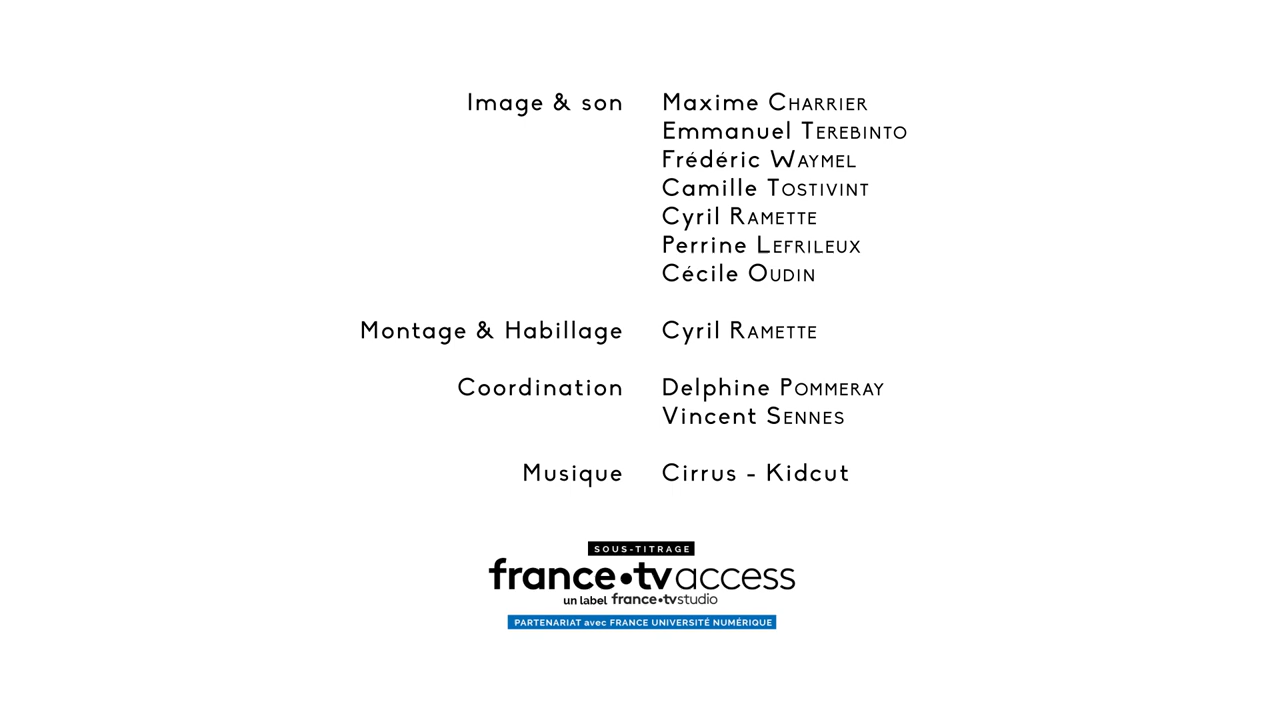 Image & son Maxime CHARRIER
Emmanuel TEREBINTO
Frédéric WAYMEL
Camille TOSTIVINT
Cyril RAMETTE
Perrine LEFRILEUX
Cécile OUDIN
Montage & Habillage Cyril RAMETTE
Coordination Delphine POMMERAY
Vincent SENNES
Musique Cirrus - Kidcut
SOUS-TITRAGE
france•tv access
un label france•tv studio
PARTENARIAT avec FRANCE UNIVERSITÉ NUMÉRIQUE